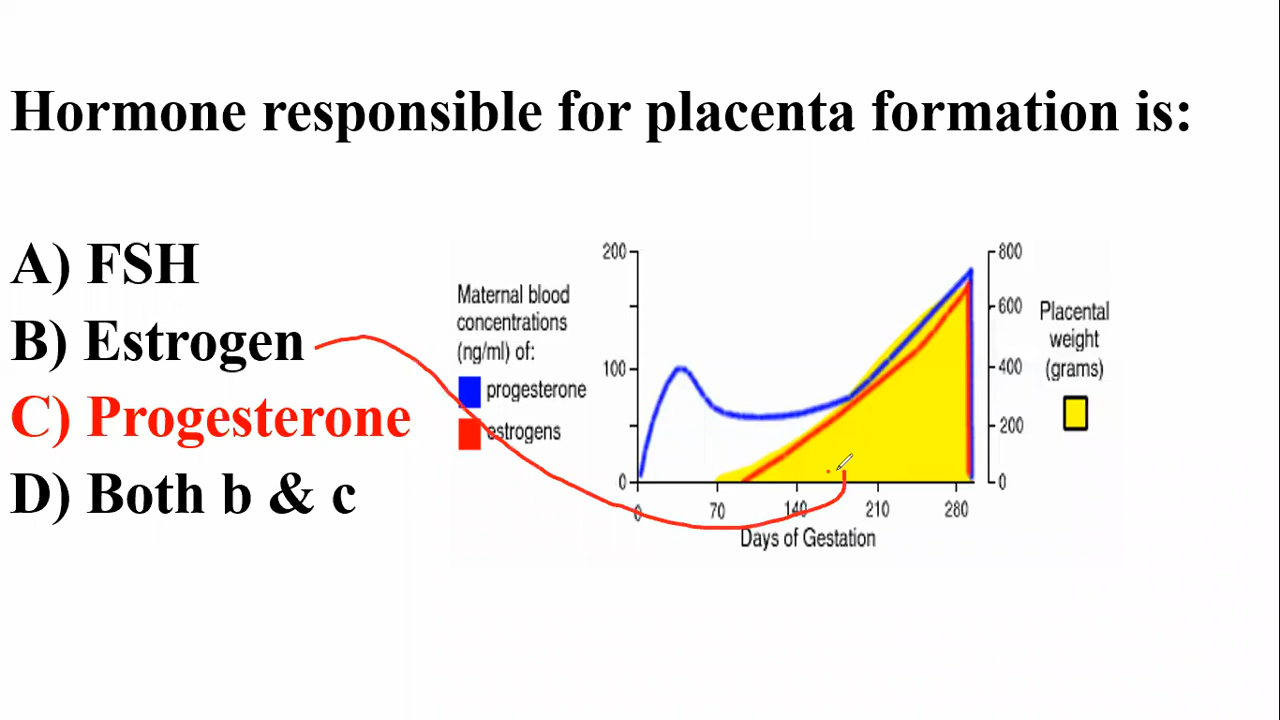 Hormone responsible for placenta formation is:
A) FSH
B) Estrogen
C) Progesterone
D) Both b & c
Maternal blood
concentrations
(ng/ml) of:
progesterone
estrogens
200
100
0
0
70
140
210
280
Days of Gestation
800
600
400
200
0
Placental
weight
(grams)